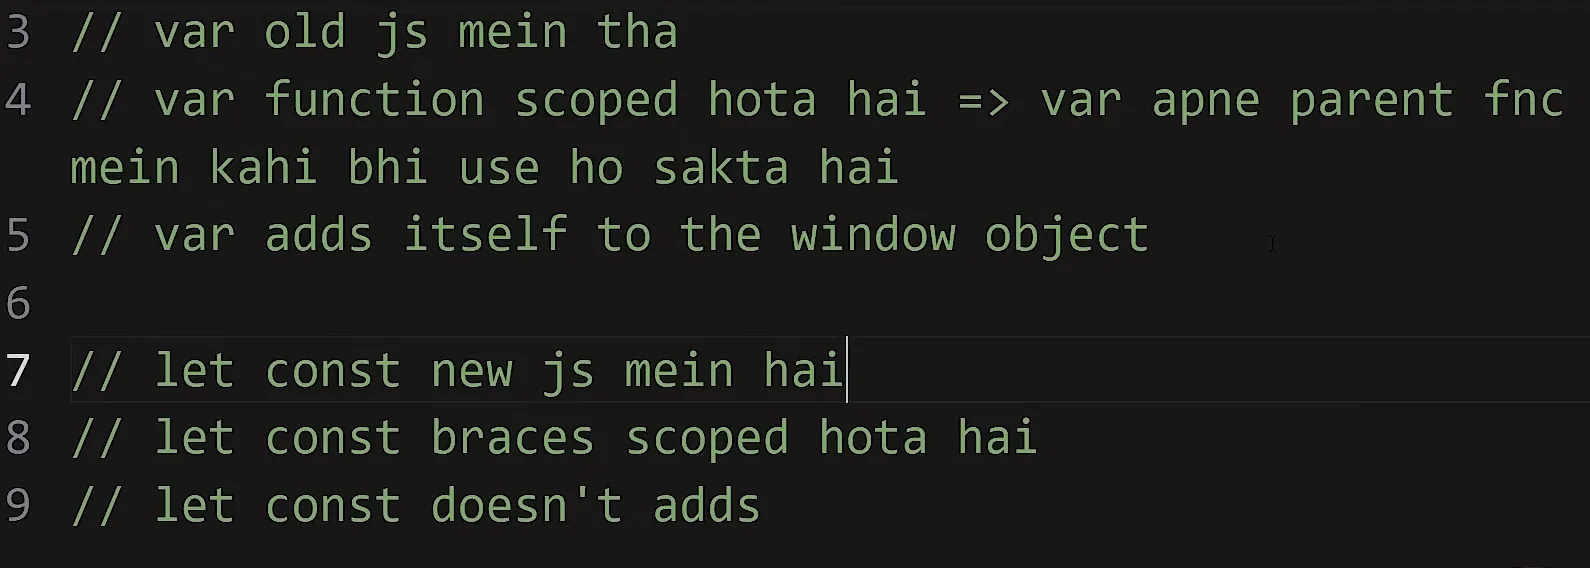 3 // var old js mein tha
4 // var function scoped hota hai => var apne parent fnc
mein kahi bhi use ho sakta hai
5 // var adds itself to the window object
6
7 // let const new js mein hai
8 // let const braces scoped hota hai
9 // let const doesn't adds